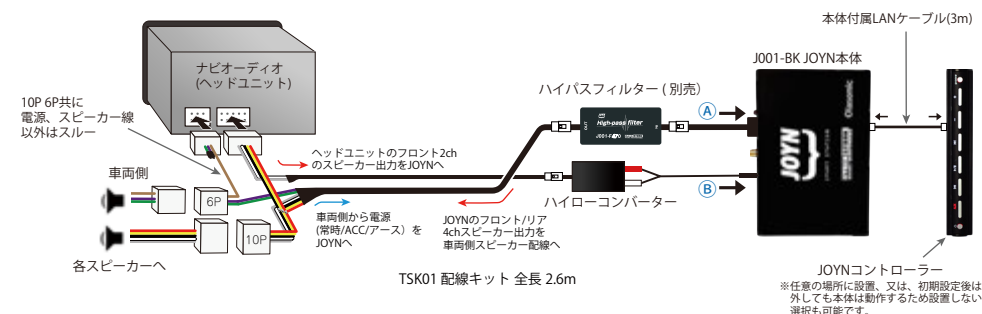 本体付属LANケーブル(3m)
J001-BK JOYN本体
ナビオーディオ
(ヘッドユニット)
ハイパスフィルター ( 別売)
10P 6P共に
電源、スピーカー線
以外はスルー
OUT
High-pass filter
IN
A
JOYN
ヘッドユニットのフロント2ch
のスピーカー出力をJOYNへ
車両側
6P
ハイローコンバーター
B
車両側から電源
(常時/ACC/アース）を
JOYNへ
JOYNのフロント/リア
4chスピーカー出力を
車両側スピーカー配線へ
10P
各スピーカーへ
TSK01 配線キット 全長 2.6m
JOYN
JOYNコントローラー
※任意の場所に設置、又は、初期設定後は
外しても本体は動作するため設置しない
選択も可能です。